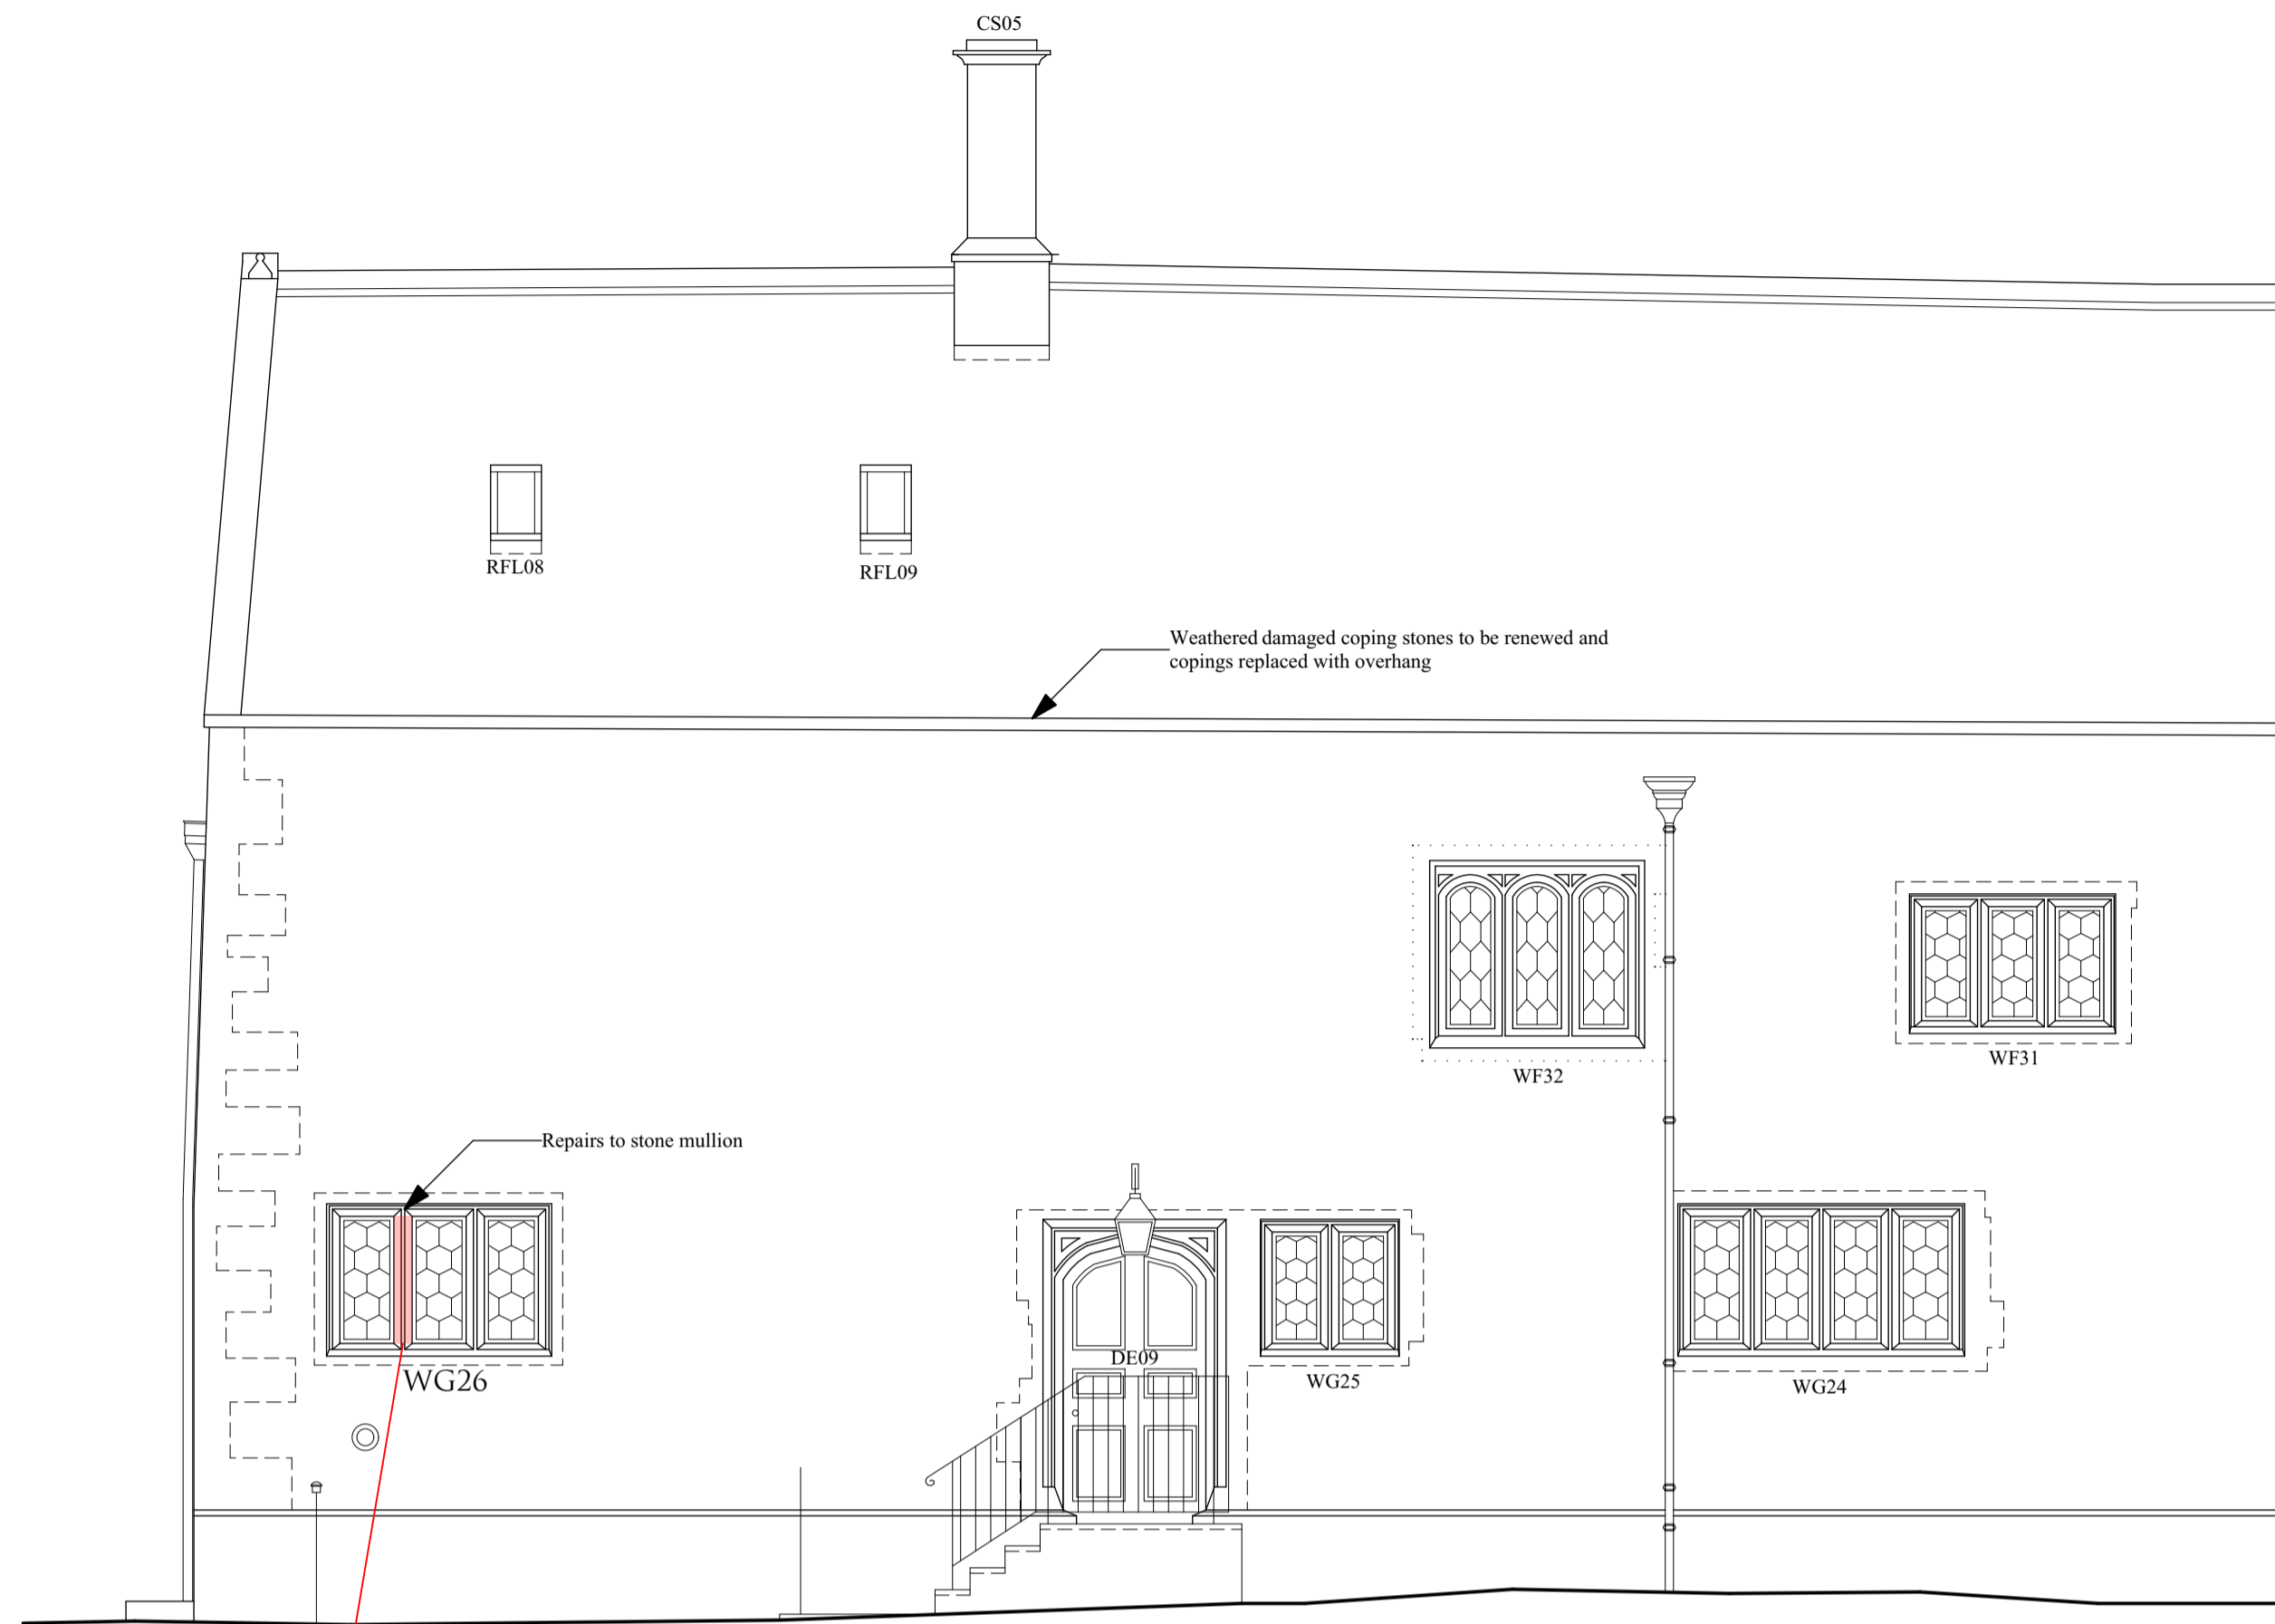 CS05
RFL08
RFL09
Weathered damaged coping stones to be renewed and
copings replaced with overhang
WF32
WF31
Repairs to stone mullion
DE09
WG26
WG25
WG24